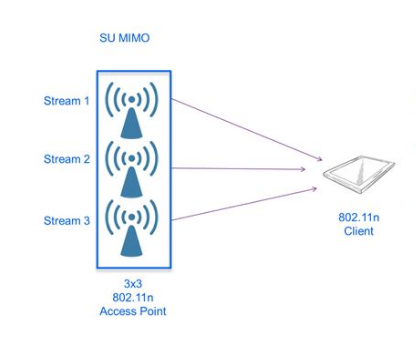 SU MIMO
Stream 1
Stream 2
Stream 3
802.11n
Client
3x3
802.11n
Access Point